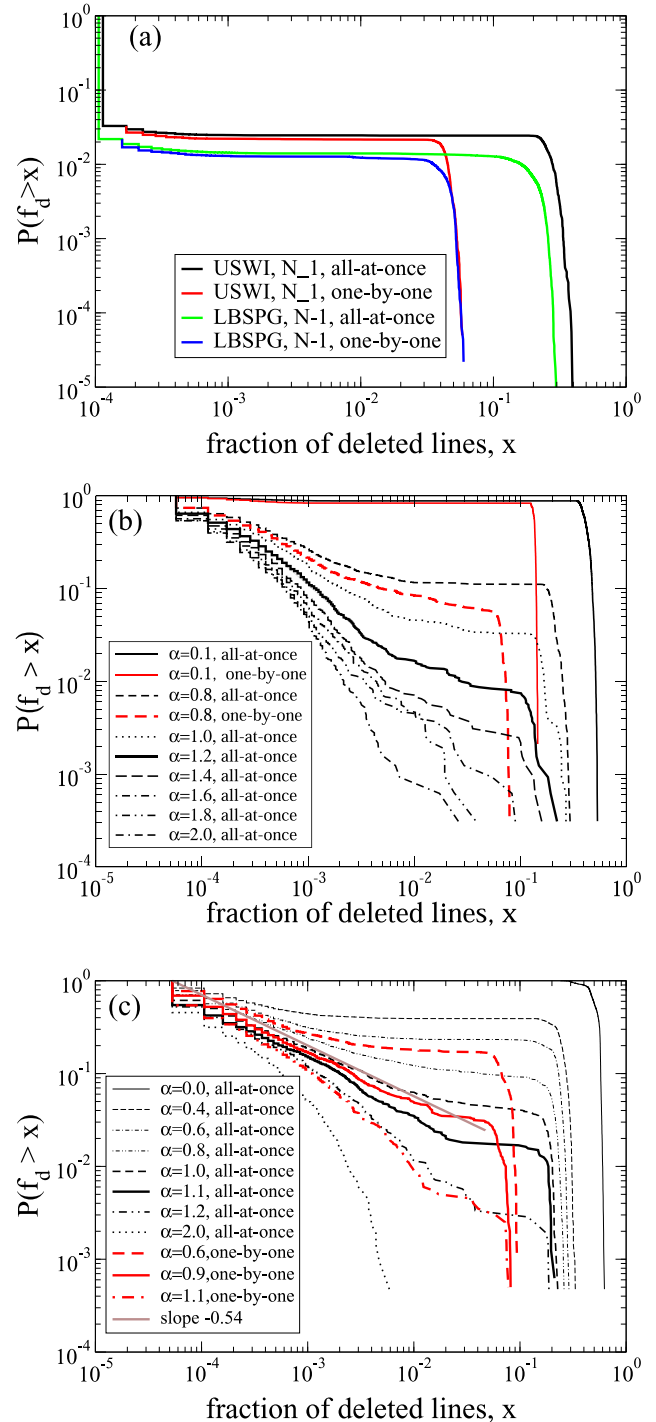 (a)
10^0
10^-1
10^-2
10^-3
10^-4
10^-5
P(f_d>x)
USWI, N_1, all-at-once
USWI, N_1, one-by-one
LBSPG, N-1, all-at-once
LBSPG, N-1, one-by-one
10^-4 10^-3 10^-2 10^-1 10^0
fraction of deleted lines, x
(b)
10^0
10^-1
10^-2
10^-3
10^-4
P(f_d > x)
α=0.1, all-at-once
α=0.1, one-by-one
α=0.8, all-at-once
α=0.8, one-by-one
α=1.0, all-at-once
α=1.2, all-at-once
α=1.4, all-at-once
α=1.6, all-at-once
α=1.8, all-at-once
α=2.0, all-at-once
10^-5 10^-4 10^-3 10^-2 10^-1 10^0
fraction of deleted lines, x
(c)
10^0
10^-1
10^-2
10^-3
10^-4
P(f_d > x)
α=0.0, all-at-once
α=0.4, all-at-once
α=0.6, all-at-once
α=0.8, all-at-once
α=1.0, all-at-once
α=1.1, all-at-once
α=1.2, all-at-once
α=2.0, all-at-once
α=0.6,one-by-one
α=0.9,one-by-one
α=1.1,one-by-one
slope -0.54
10^-5 10^-4 10^-3 10^-2 10^-1 10^0
fraction of deleted lines, x